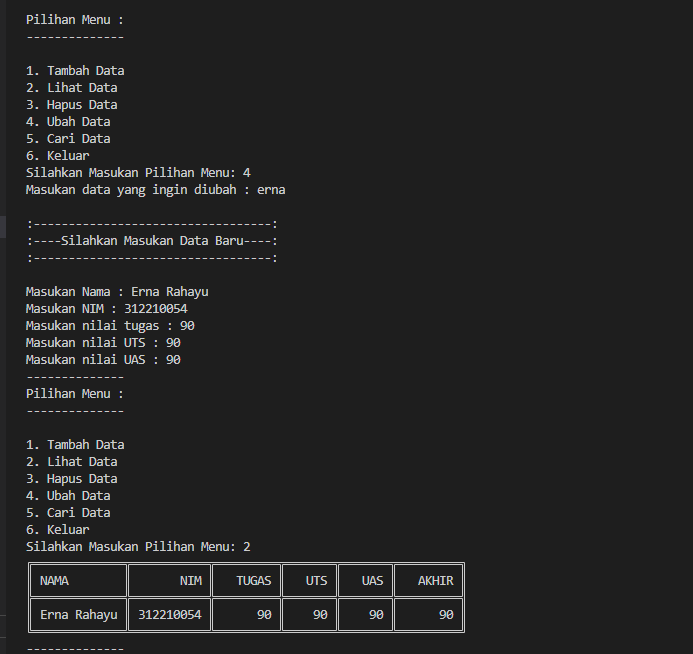 Pilihan Menu :
--------------
1. Tambah Data
2. Lihat Data
3. Hapus Data
4. Ubah Data
5. Cari Data
6. Keluar
Silahkan Masukan Pilihan Menu: 4
Masukan data yang ingin diubah : erna
:----------------------------------:
:----Silahkan Masukan Data Baru----:
:----------------------------------:
Masukan Nama : Erna Rahayu
Masukan NIM : 312210054
Masukan nilai tugas : 90
Masukan nilai UTS : 90
Masukan nilai UAS : 90
--------------
Pilihan Menu :
--------------
1. Tambah Data
2. Lihat Data
3. Hapus Data
4. Ubah Data
5. Cari Data
6. Keluar
Silahkan Masukan Pilihan Menu: 2
NAMA NIM TUGAS UTS UAS AKHIR
Erna Rahayu 312210054 90 90 90 90
--------------